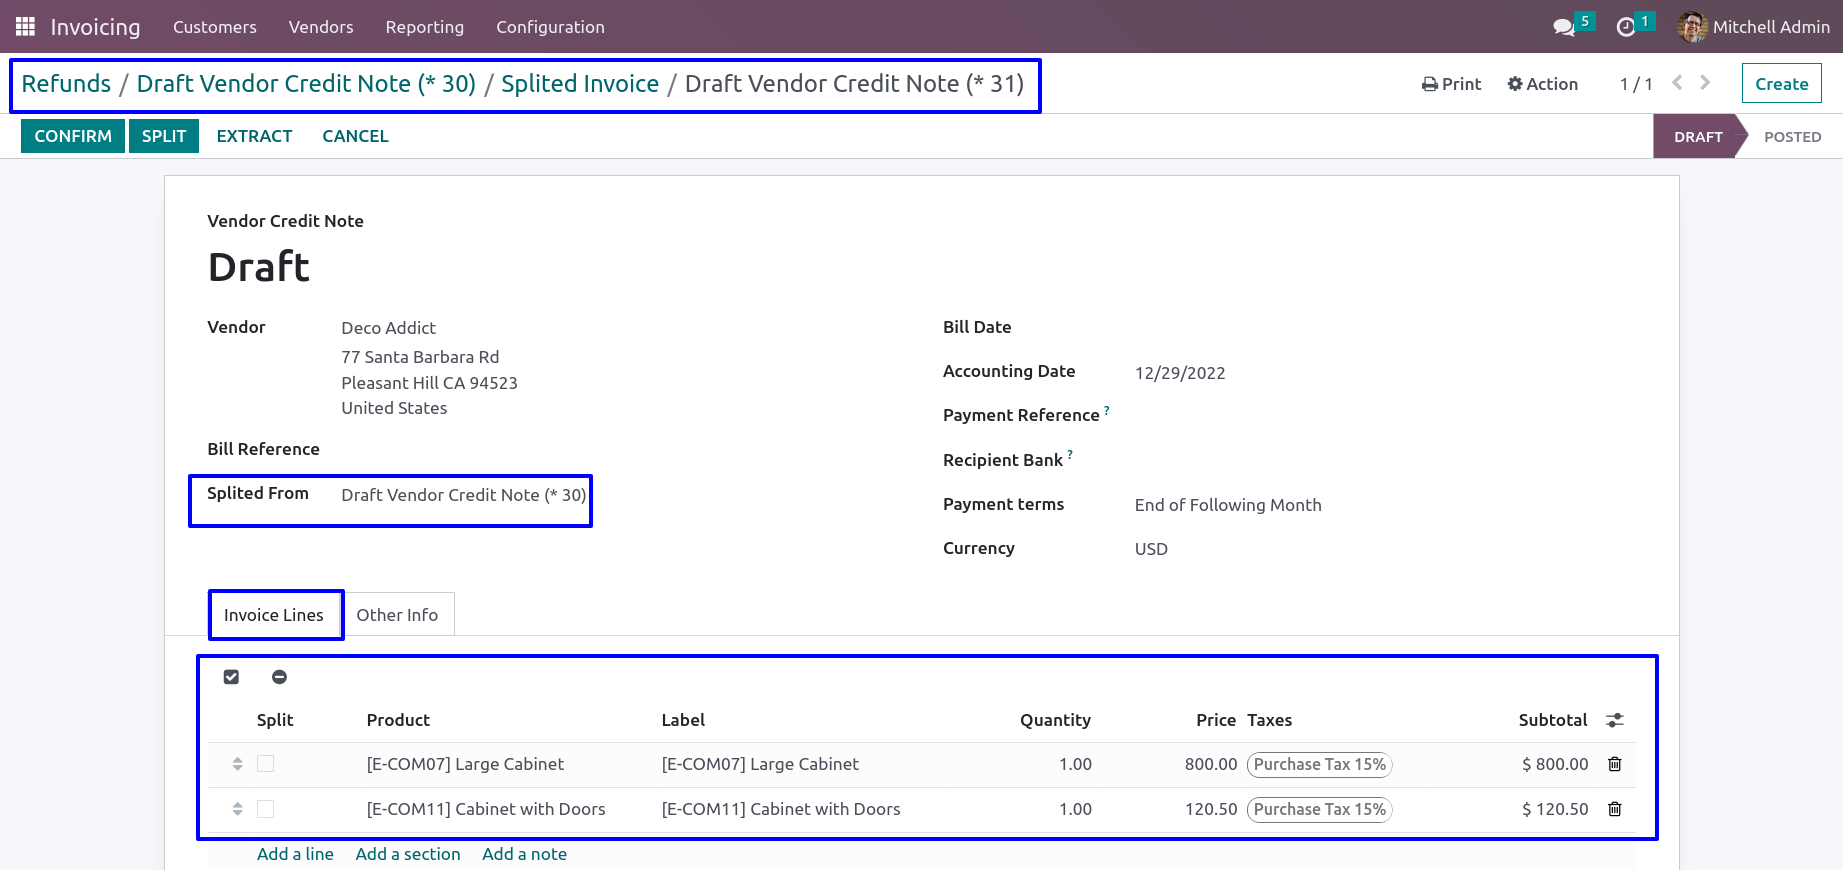 Invoicing Customers Vendors Reporting Configuration 5 1 Mitchell Admin
Refunds / Draft Vendor Credit Note (* 30) / Splited Invoice / Draft Vendor Credit Note (* 31) Print Action 1 / 1 Create
CONFIRM SPLIT EXTRACT CANCEL DRAFT POSTED
Vendor Credit Note
Draft
Vendor Deco Addict Bill Date
77 Santa Barbara Rd
Pleasant Hill CA 94523
United States
Accounting Date 12/29/2022
Payment Reference ?
Bill Reference Recipient Bank ?
Splited From Draft Vendor Credit Note (* 30) Payment terms End of Following Month
Currency USD
Invoice Lines Other Info
Split Product Label Quantity Price Taxes Subtotal
[E-COM07] Large Cabinet [E-COM07] Large Cabinet 1.00 800.00 Purchase Tax 15% $ 800.00
[E-COM11] Cabinet with Doors [E-COM11] Cabinet with Doors 1.00 120.50 Purchase Tax 15% $ 120.50
Add a line Add a section Add a note